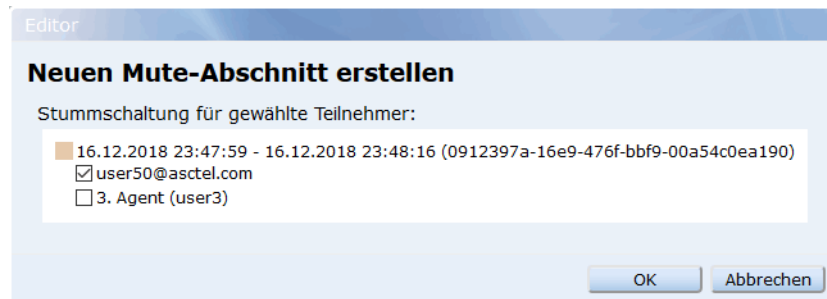 Editor
Neuen Mute-Abschnitt erstellen
Stummschaltung für gewählte Teilnehmer:
16.12.2018 23:47:59 - 16.12.2018 23:48:16 (0912397a-16e9-476f-bbf9-00a54c0ea190)
user50@asctel.com
3. Agent (user3)
OK Abbrechen